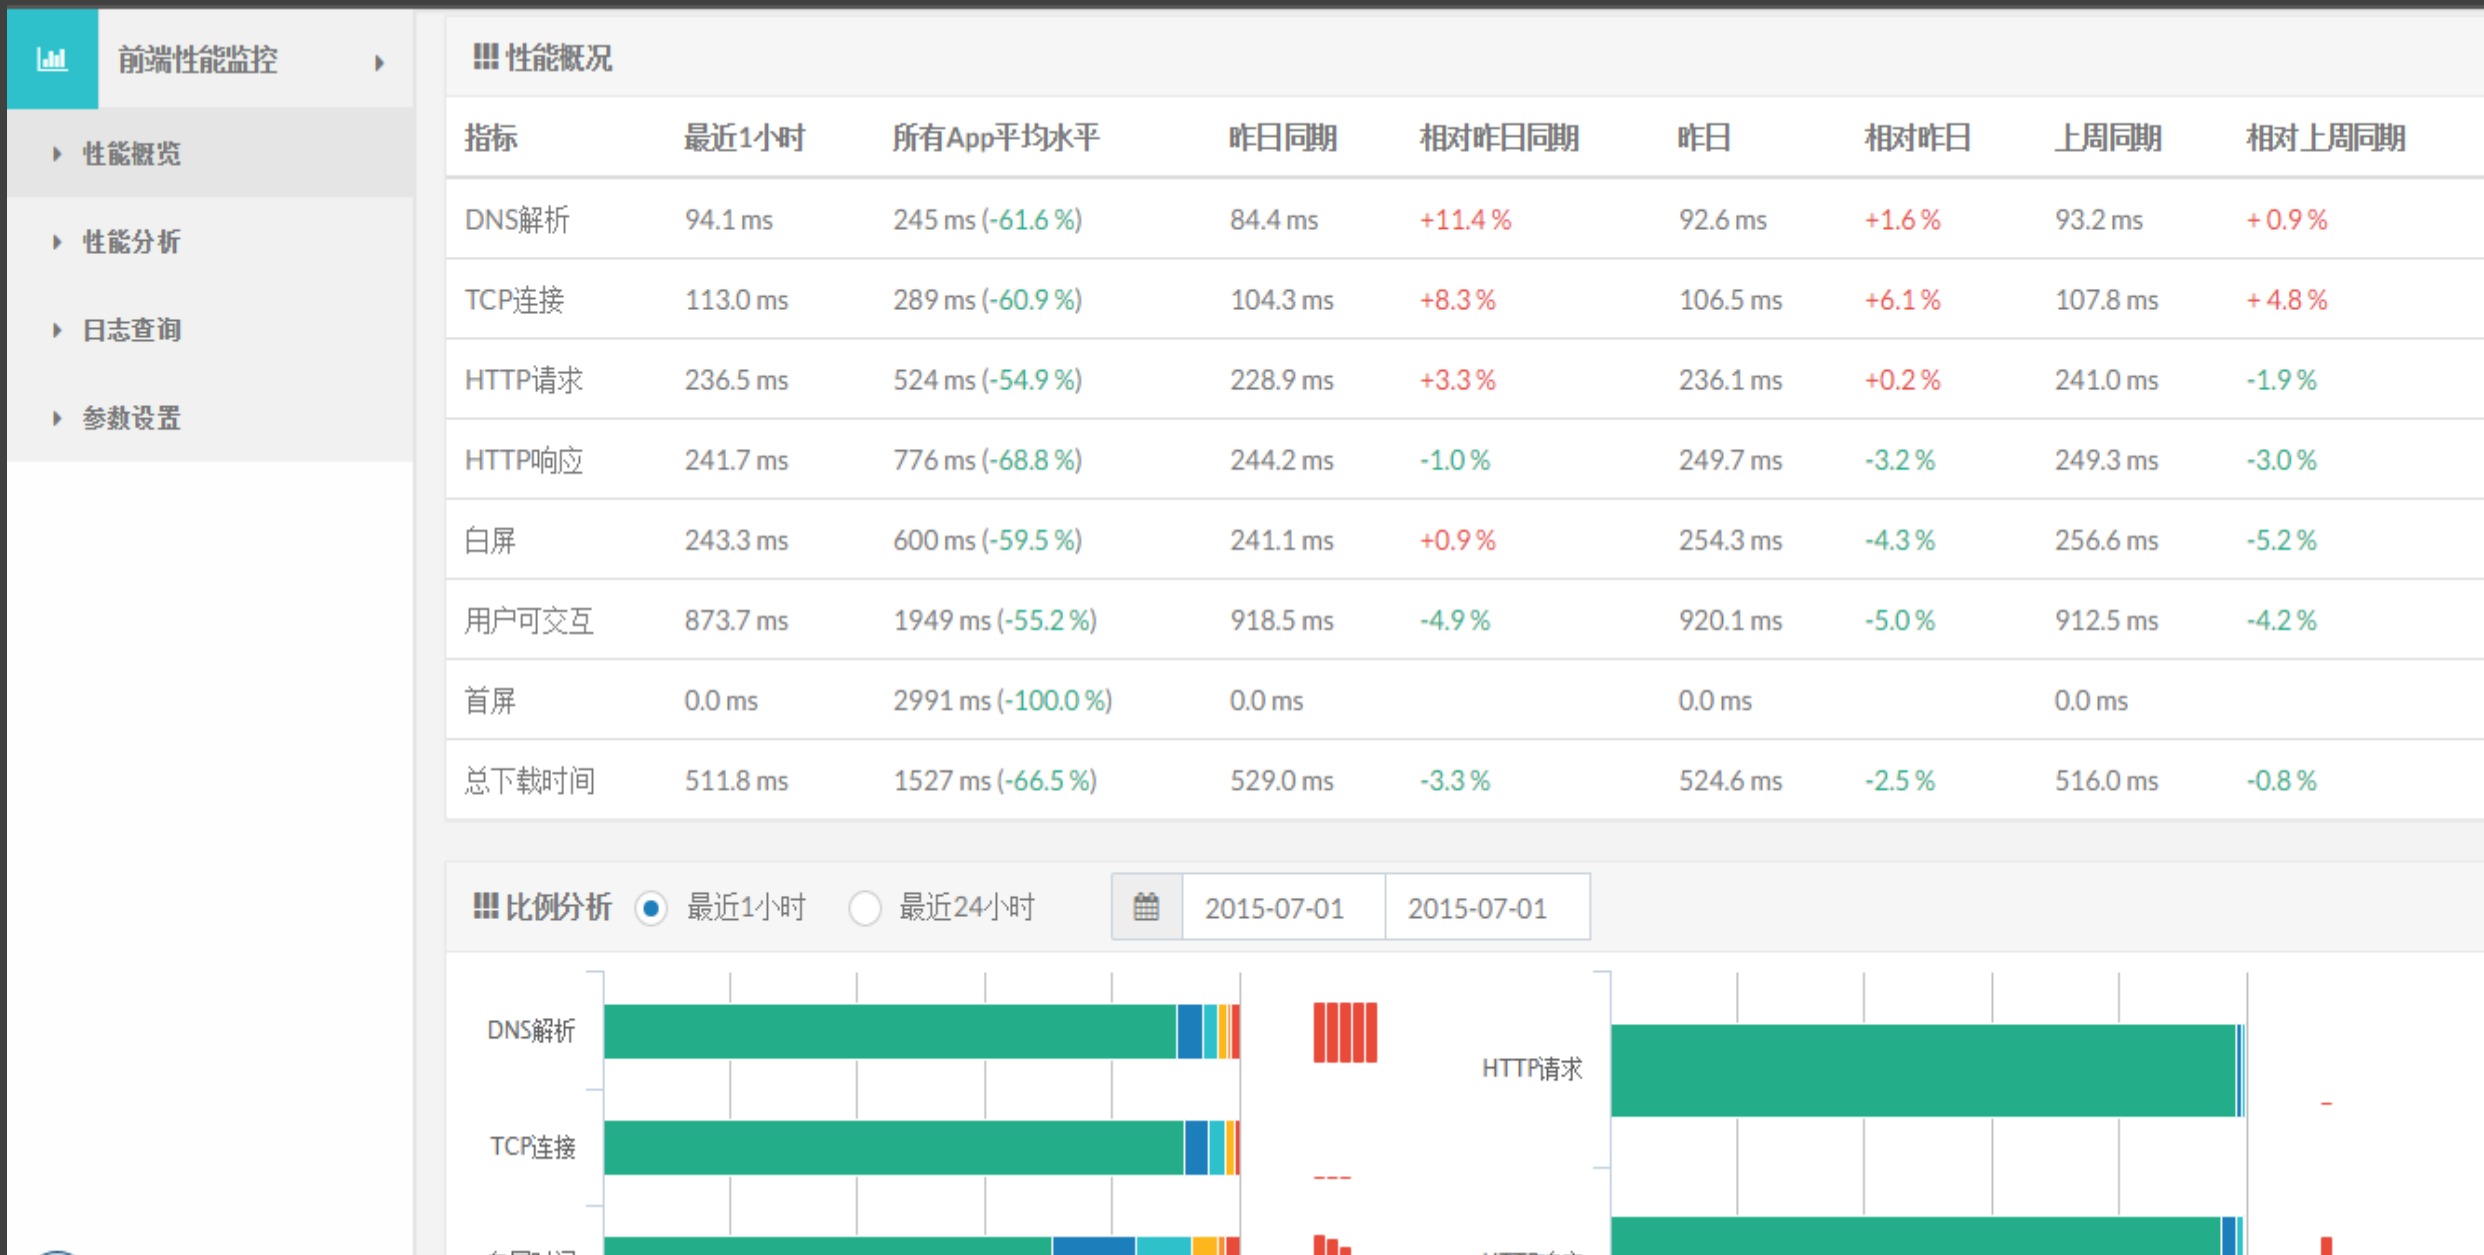 前端性能监控
性能概览
性能分析
日志查询
参数设置
性能概况
指标 最近1小时 所有App平均水平 昨日同期 相对昨日同期 昨日 相对昨日 上周同期 相对上周同期
DNS解析 94.1 ms 245 ms (-61.6 %) 84.4 ms +11.4 % 92.6 ms +1.6 % 93.2 ms + 0.9 %
TCP连接 113.0 ms 289 ms (-60.9 %) 104.3 ms +8.3 % 106.5 ms +6.1 % 107.8 ms + 4.8 %
HTTP请求 236.5 ms 524 ms (-54.9 %) 228.9 ms +3.3 % 236.1 ms +0.2 % 241.0 ms -1.9 %
HTTP响应 241.7 ms 776 ms (-68.8 %) 244.2 ms -1.0 % 249.7 ms -3.2 % 249.3 ms -3.0 %
白屏 243.3 ms 600 ms (-59.5 %) 241.1 ms +0.9 % 254.3 ms -4.3 % 256.6 ms -5.2 %
用户可交互 873.7 ms 1949 ms (-55.2 %) 918.5 ms -4.9 % 920.1 ms -5.0 % 912.5 ms -4.2 %
首屏 0.0 ms 2991 ms (-100.0 %) 0.0 ms 0.0 ms 0.0 ms
总下载时间 511.8 ms 1527 ms (-66.5 %) 529.0 ms -3.3 % 524.6 ms -2.5 % 516.0 ms -0.8 %
比例分析 最近1小时 最近24小时 2015-07-01 2015-07-01
DNS解析
HTTP请求
TCP连接